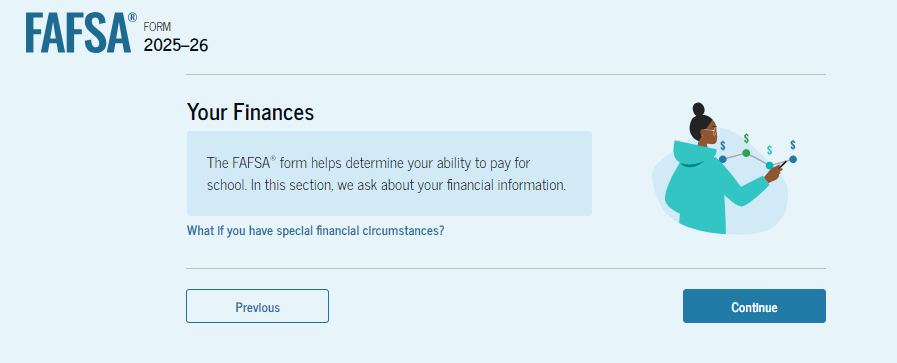 FAFSA® FORM
2025–26
Your Finances
The FAFSA® form helps determine your ability to pay for
school. In this section, we ask about your financial information.
What if you have special financial circumstances?
$ $ $ $
Previous
Continue